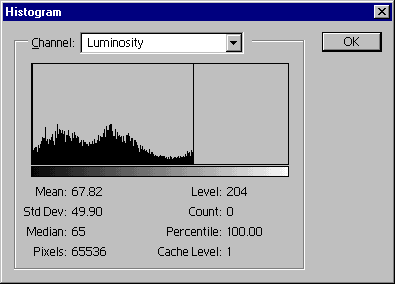 Histogram
Channel: Luminosity
OK
Mean: 67.82 Level: 204
Std Dev: 49.90 Count: 0
Median: 65 Percentile: 100.00
Pixels: 65536 Cache Level: 1